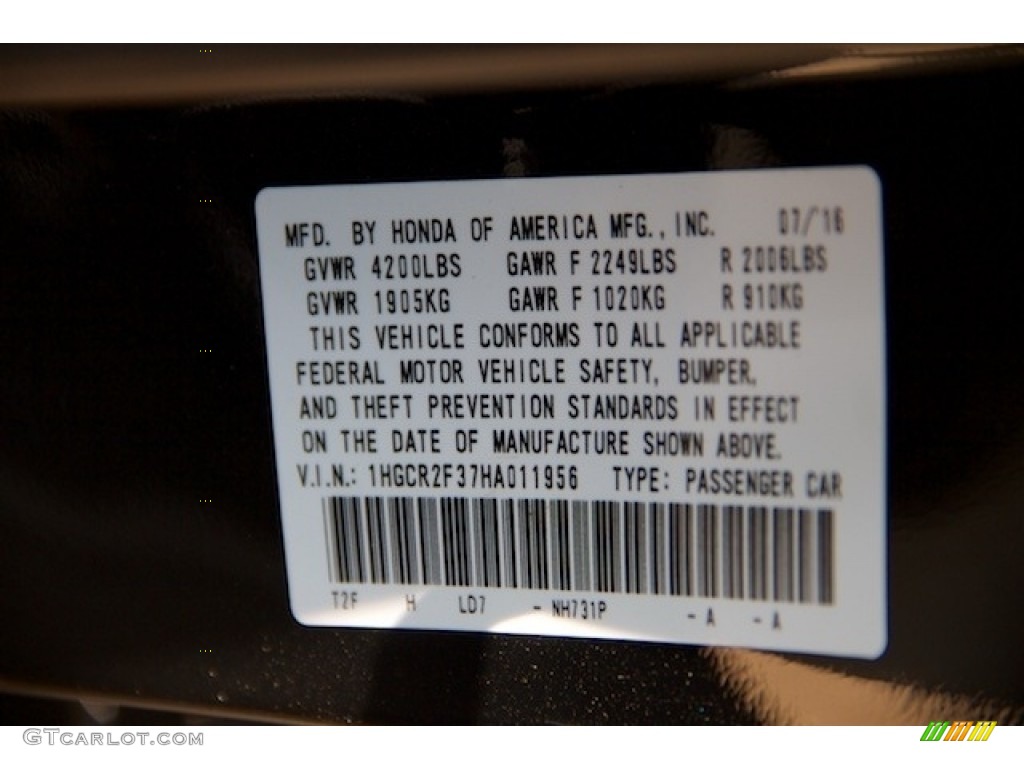 MFD. BY HONDA OF AMERICA MFG., INC. 07/16
GVWR 4200LBS GAWR F 2249LBS R 2006LBS
GVWR 1905KG GAWR F 1020KG R 910KG
THIS VEHICLE CONFORMS TO ALL APPLICABLE
FEDERAL MOTOR VEHICLE SAFETY, BUMPER,
AND THEFT PREVENTION STANDARDS IN EFFECT
ON THE DATE OF MANUFACTURE SHOWN ABOVE.
V.I.N.: 1HGCR2F37HA011956 TYPE: PASSENGER CAR
T2F H LD7 - NH731P - A - A
GTCARLOT.COM